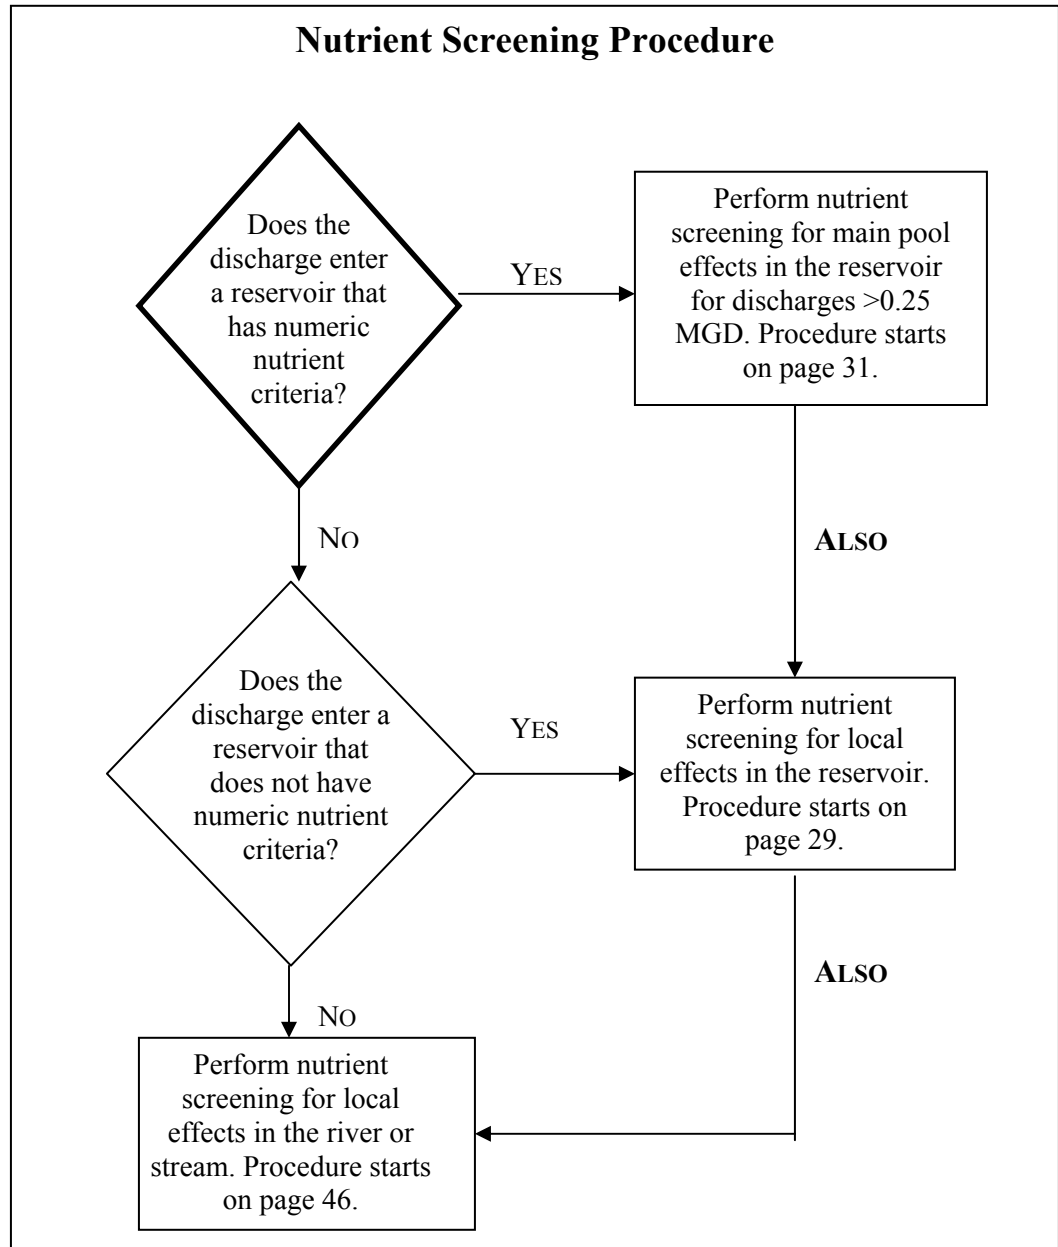 Nutrient Screening Procedure
Does the
discharge enter
a reservoir that
has numeric
nutrient
criteria?
YES
Perform nutrient
screening for main pool
effects in the reservoir
for discharges >0.25
MGD. Procedure starts
on page 31.
NO
ALSO
Does the
discharge enter a
reservoir that
does not have
numeric nutrient
criteria?
YES
Perform nutrient
screening for local
effects in the reservoir.
Procedure starts on
page 29.
ALSO
NO
Perform nutrient
screening for local
effects in the river or
stream. Procedure starts
on page 46.